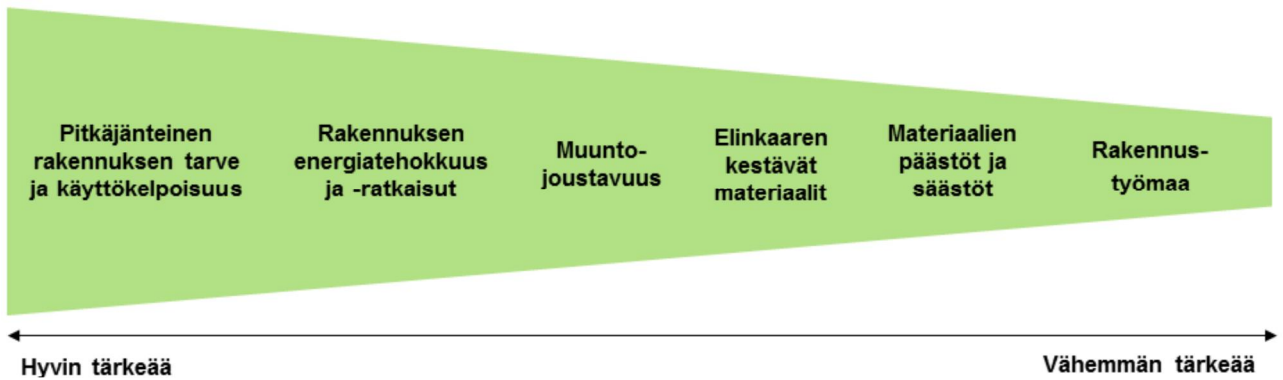 Pitkäjänteinen
rakennuksen tarve
ja käyttökelpoisuus
Rakennuksen
energiatehokkuus
ja -ratkaisut
Muunto-
joustavuus
Elinkaaren
kestävät
materiaalit
Materiaalien
päästöt ja
säästöt
Rakennus-
työmaa
Hyvin tärkeää
Vähemmän tärkeää